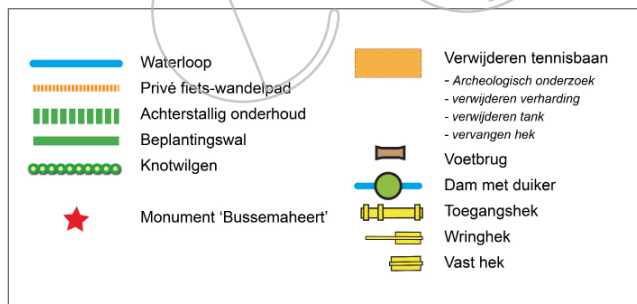 Waterloop
Privé fiets-wandelpad
Achterstallig onderhoud
Beplantingswal
Knotwilgen
Monument ‘Bussemaheert’
Verwijderen tennisbaan
- Archeologisch onderzoek
- verwijderen verharding
- verwijderen tank
- vervangen hek
Voetbrug
Dam met duiker
Toegangshek
Wringhek
Vast hek